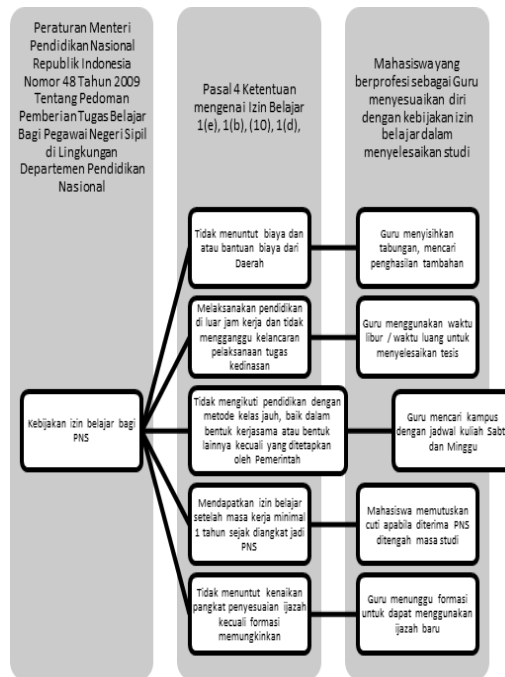 Peraturan Menteri
Pendidikan Nasional
Republik Indonesia
Nomor 48 Tahun 2009
Tentang Pedoman
Pemberian Tugas Belajar
Bagi Pegawai Negeri Sipil
di Lingkungan
Departemen Pendidikan
Nasional
Kebijakan izin belajar bagi
PNS
Pasal 4 Ketentuan
mengenai Izin Belajar
1(e), 1(b), (10), 1(d),
Tidak menuntut biaya dan
atau bantuan biaya dari
Daerah
Melaksanakan pendidikan
di luar jam kerja dan tidak
mengganggu kelancaran
pelaksanaan tugas
kedinasan
Tidak mengikuti pendidikan dengan
metode kelas jauh, baik dalam
bentuk kerjasama atau bentuk
lainnya kecuali yang ditetapkan
oleh Pemerintah
Mendapatkan izin belajar
setelah masa kerja minimal
1 tahun sejak diangkat jadi
PNS
Tidak menuntut kenaikan
pangkat penyesuaian ijazah
kecuali formasi
memungkinkan
Mahasiswa yang
berprofesi sebagai Guru
menyesuaikan diri
dengan kebijakan izin
belajar dalam
menyelesaikan studi
Guru menyisihkan
tabungan, mencari
penghasilan tambahan
Guru menggunakan waktu
libur / waktu luang untuk
menyelesaikan tesis
Guru mencari kampus
dengan jadwal kuliah Sabt
dan Minggu
Mahasiswa memutuskan
cuti apabila diterima PNS
ditengah masa studi
Guru menunggu formasi
untuk dapat menggunakan
ijazah baru